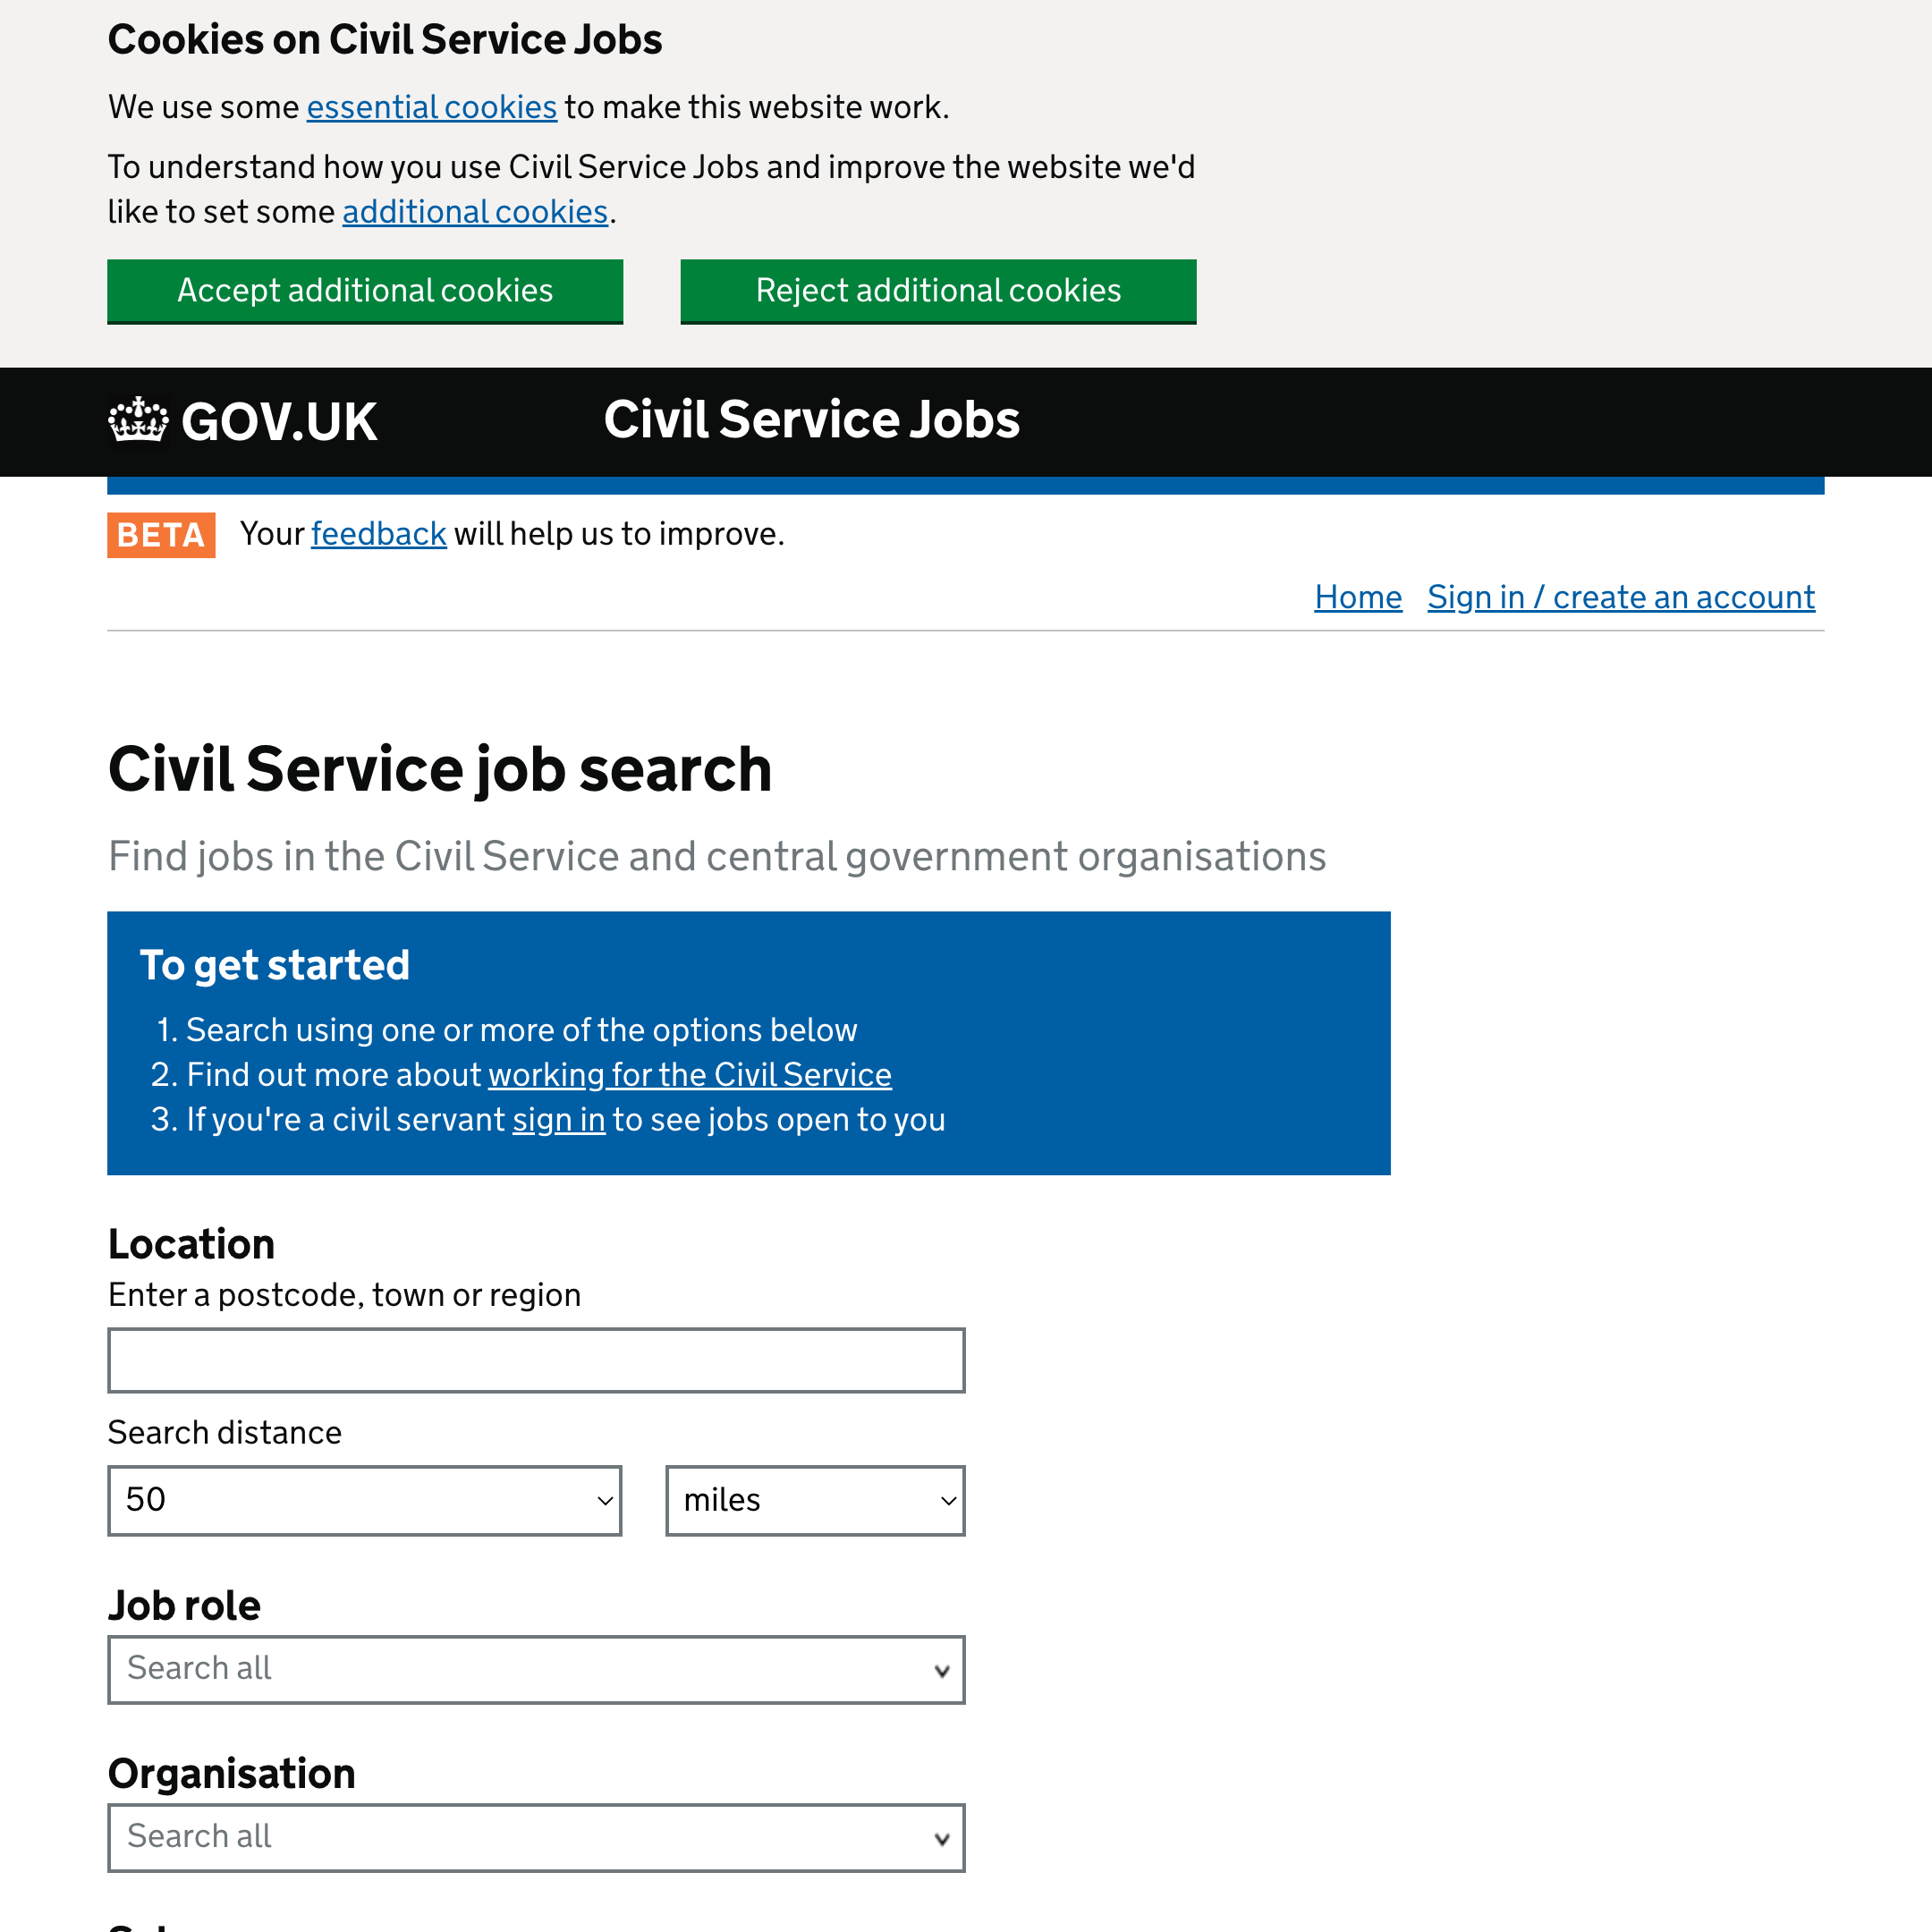 Cookies on Civil Service Jobs
We use some essential cookies to make this website work.
To understand how you use Civil Service Jobs and improve the website we'd
like to set some additional cookies.
Accept additional cookies
Reject additional cookies
GOV.UK
Civil Service Jobs
BETA
Your feedback will help us to improve.
Home
Sign in / create an account
Civil Service job search
Find jobs in the Civil Service and central government organisations
To get started
1. Search using one or more of the options below
2. Find out more about working for the Civil Service
3. If you're a civil servant sign in to see jobs open to you
Location
Enter a postcode, town or region
Search distance
50
miles
Job role
Search all
Organisation
Search all